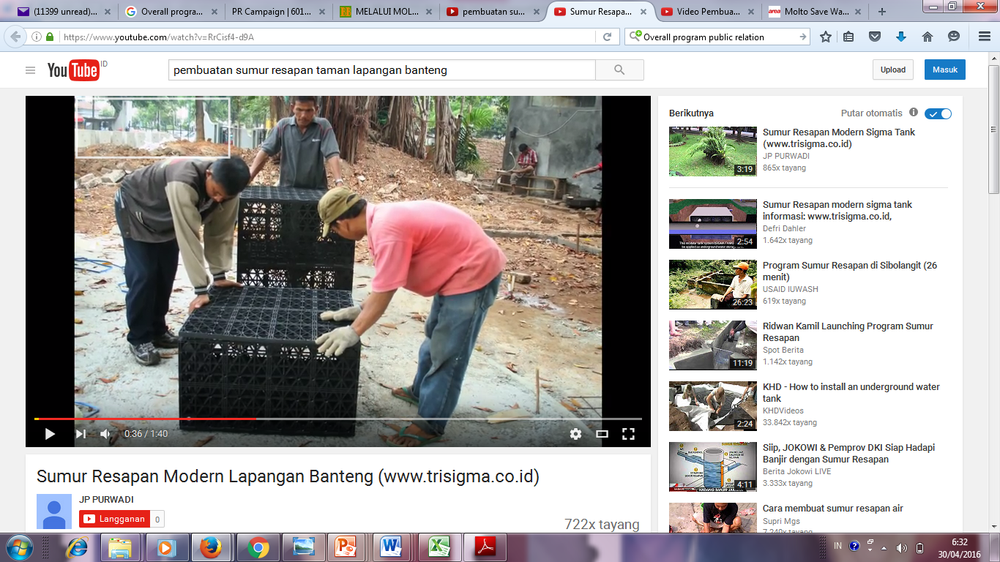 (11399 unread)...
Overall progra...
PR Campaign | 601...
MELALUI MOL...
pembuatan su...
Sumur Resapa...
Video Pembua...
Molto Save Wa...
https://www.youtube.com/watch?v=RrCisf4-d9A
Overall program public relation
YouTube ID
pembuatan sumur resapan taman lapangan banteng
Upload
Masuk
0:36 / 1:40
Sumur Resapan Modern Lapangan Banteng (www.trisigma.co.id)
JP PURWADI
Langganan 0
722x tayang
Berikutnya
Putar otomatis
Sumur Resapan Modern Sigma Tank
(www.trisigma.co.id)
JP PURWADI
865x tayang
3:19
Sumur Resapan modern sigma tank
informasi: www.trisigma.co.id,
Defri Dahler
1.642x tayang
2:54
Program Sumur Resapan di Sibolangit (26
menit)
USAID IUWASH
619x tayang
26:23
Ridwan Kamil Launching Program Sumur
Resapan
Spot Berita
1.142x tayang
11:19
KHD - How to install an underground water
tank
KHDVideos
33.842x tayang
2:24
Siip, JOKOWI & Pemprov DKI Siap Hadapi
Banjir dengan Sumur Resapan
Berita Jokowi LIVE
3.333x tayang
4:11
Cara membuat sumur resapan air
Supri Mgs
7.240x tayang
IN
6:32
30/04/2016